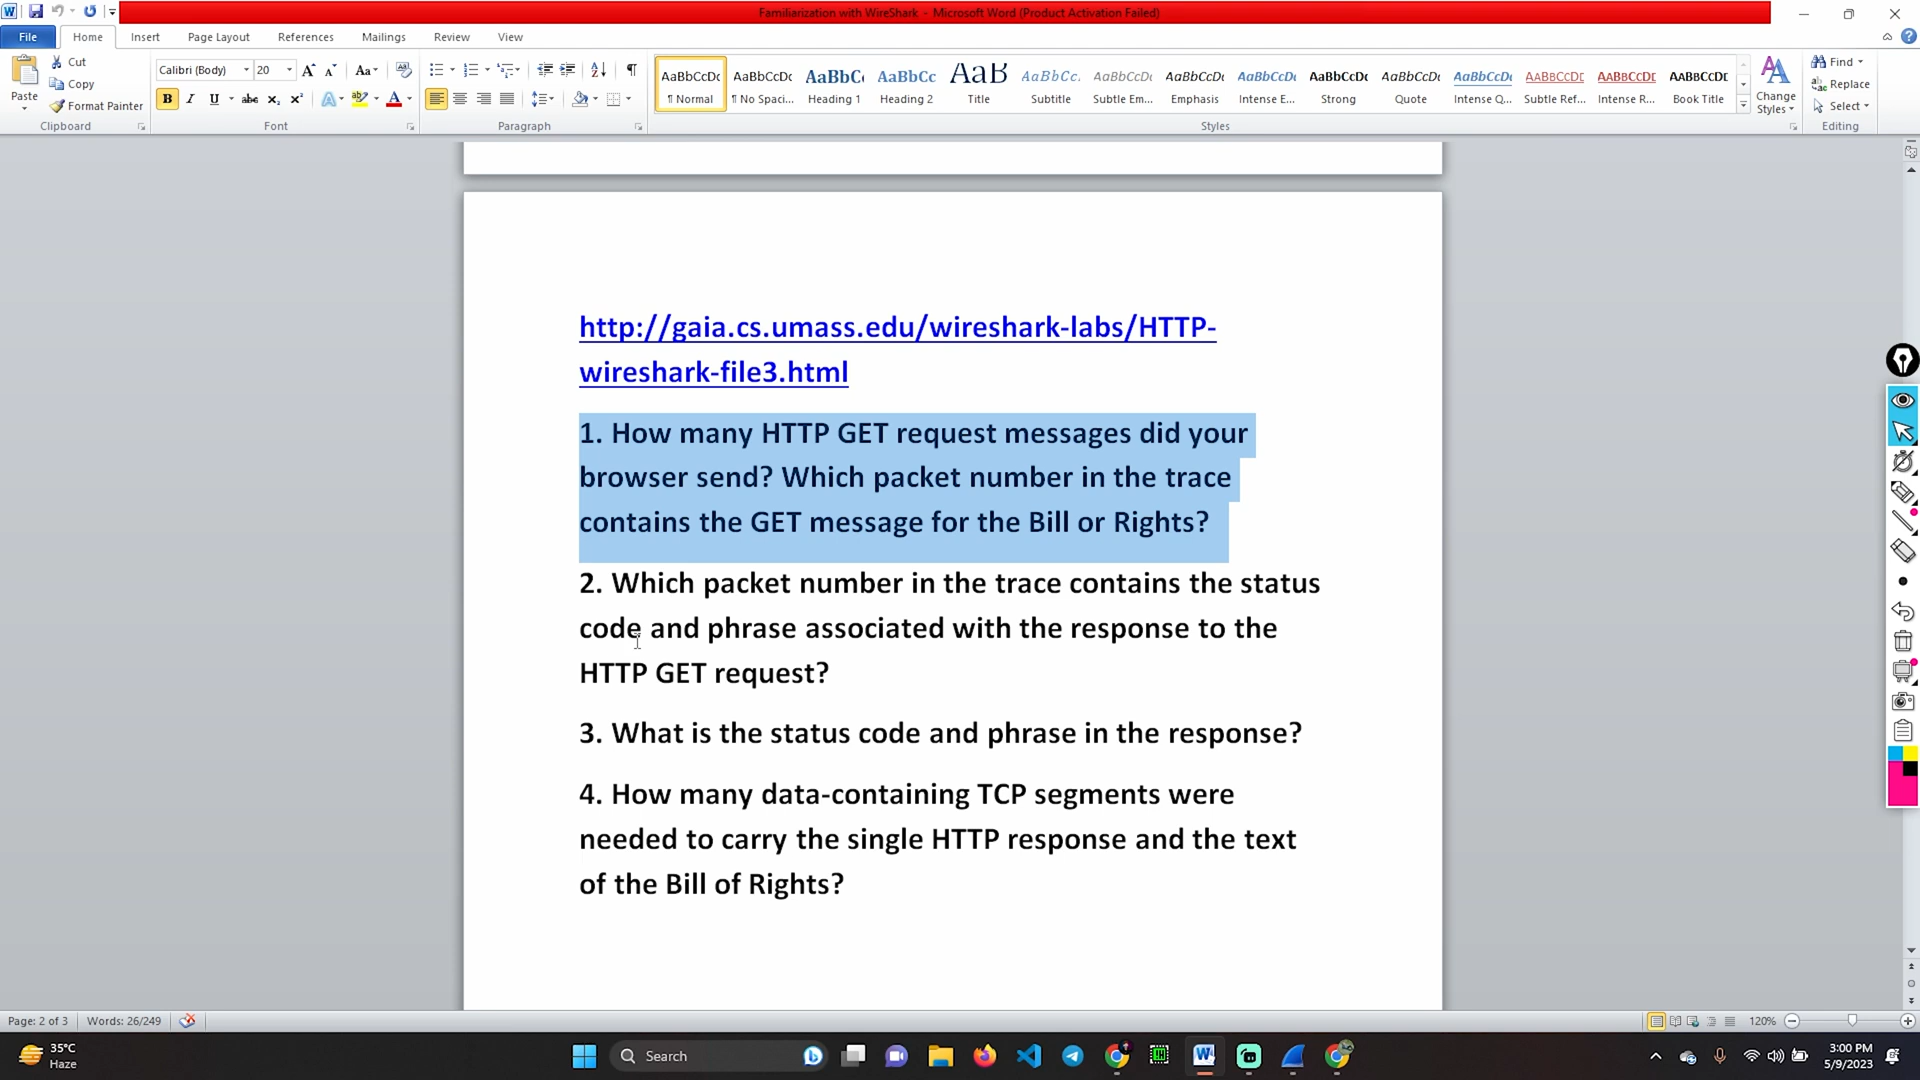 Familiarization with WireShark - Microsoft Word (Product Activation Failed)
File Home Insert Page Layout References Mailings Review View
Paste Cut Copy Format Painter
Calibri (Body) 20
AaBbCcDc ¶ Normal
AaBbCcDc ¶ No Spaci...
AaBbC Heading 1
AaBbCc Heading 2
AaB Title
AaBbCc. Subtitle
AaBbCcDc Subtle Em...
AaBbCcDc Emphasis
AaBbCcDc Intense E...
AaBbCcDc Strong
AaBbCcDc Quote
AaBbCcDc Intense Q...
AABBCCDE Subtle Ref...
AABBCCDE Intense R...
AABBCCDE Book Title
Change Styles
Find
Replace
Select
Clipboard Font Paragraph Styles Editing
http://gaia.cs.umass.edu/wireshark-labs/HTTP-
wireshark-file3.html
1. How many HTTP GET request messages did your
browser send? Which packet number in the trace
contains the GET message for the Bill or Rights?
2. Which packet number in the trace contains the status
code and phrase associated with the response to the
HTTP GET request?
3. What is the status code and phrase in the response?
4. How many data-containing TCP segments were
needed to carry the single HTTP response and the text
of the Bill of Rights?
Page: 2 of 3 Words: 26/249 120%
35°C
Haze
Search
3:00 PM
5/9/2023